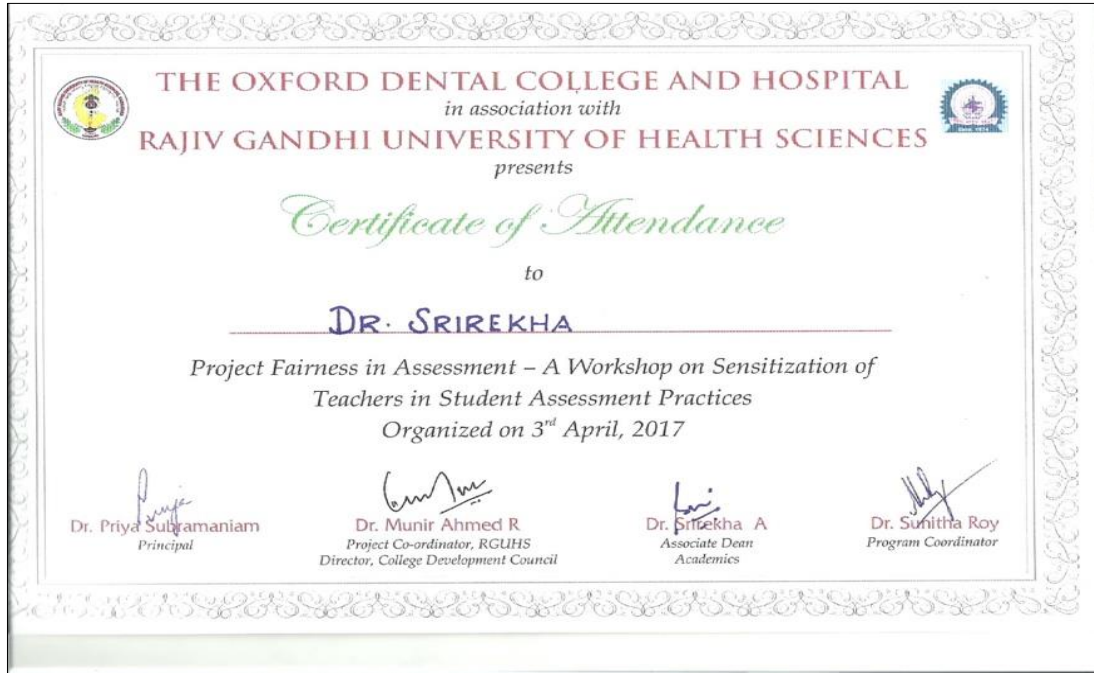 THE OXFORD DENTAL COLLEGE AND HOSPITAL
in association with
RAJIV GANDHI UNIVERSITY OF HEALTH SCIENCES
presents
Certificate of Attendance
to
DR. SRIREKHA
Project Fairness in Assessment – A Workshop on Sensitization of
Teachers in Student Assessment Practices
Organized on 3rd April, 2017
Dr. Priya Subramaniam
Principal
Dr. Munir Ahmed R
Project Co-ordinator, RGUHS
Director, College Development Council
Dr. Srirekha A
Associate Dean
Academics
Dr. Sunitha Roy
Program Coordinator